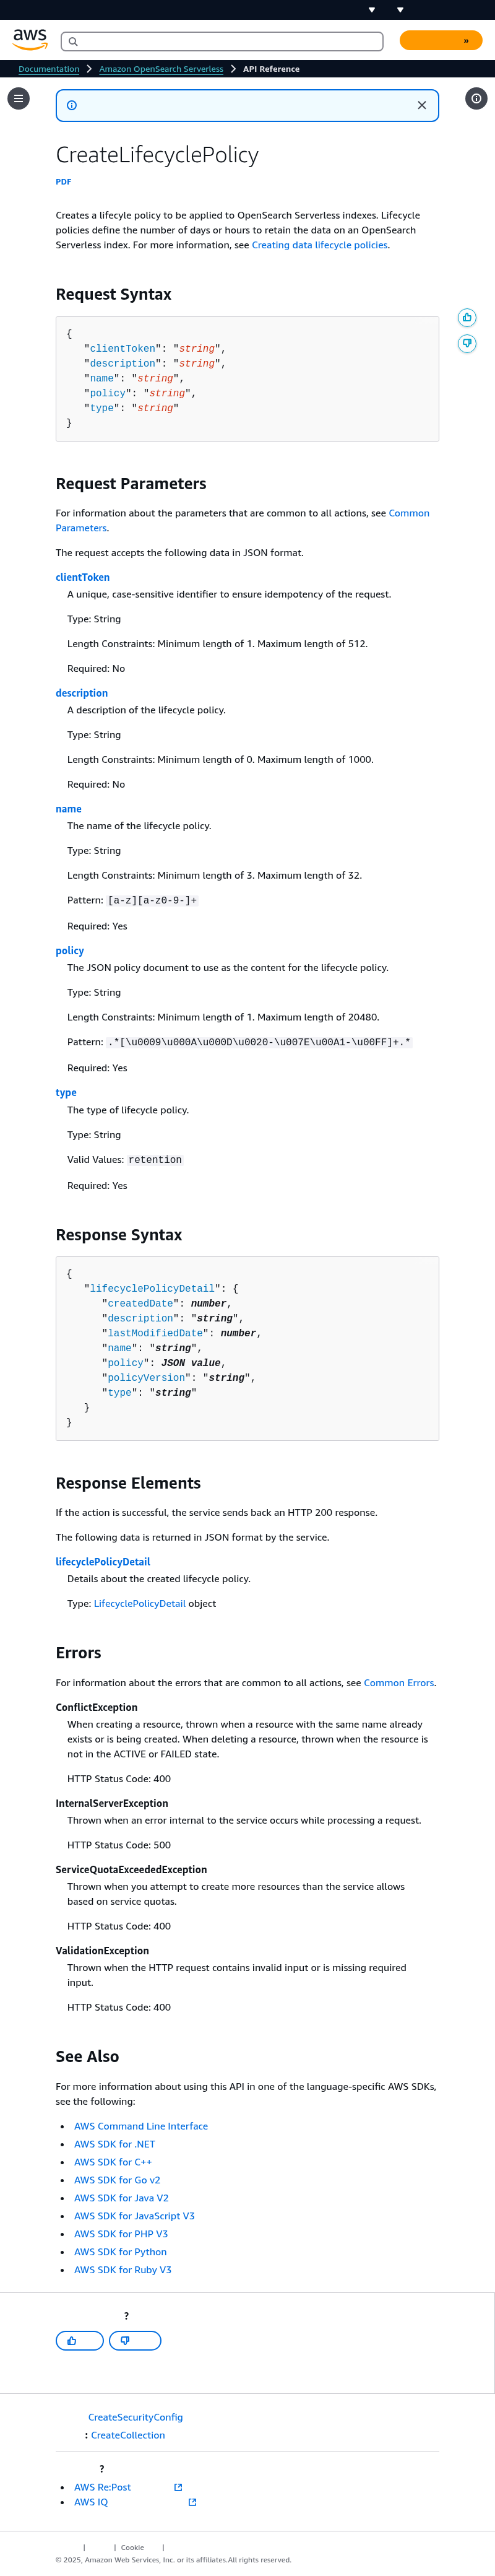 aws
»
Documentation
Amazon OpenSearch Serverless
API Reference
CreateLifecyclePolicy
PDF
Creates a lifecyle policy to be applied to OpenSearch Serverless indexes. Lifecycle
policies define the number of days or hours to retain the data on an OpenSearch
Serverless index. For more information, see Creating data lifecycle policies.
Request Syntax
{
"clientToken": "string",
"description": "string",
"name": "string",
"policy": "string",
"type": "string"
}
Request Parameters
For information about the parameters that are common to all actions, see Common
Parameters.
The request accepts the following data in JSON format.
clientToken
A unique, case-sensitive identifier to ensure idempotency of the request.
Type: String
Length Constraints: Minimum length of 1. Maximum length of 512.
Required: No
description
A description of the lifecycle policy.
Type: String
Length Constraints: Minimum length of 0. Maximum length of 1000.
Required: No
name
The name of the lifecycle policy.
Type: String
Length Constraints: Minimum length of 3. Maximum length of 32.
Pattern: [a-z][a-z0-9-]+
Required: Yes
policy
The JSON policy document to use as the content for the lifecycle policy.
Type: String
Length Constraints: Minimum length of 1. Maximum length of 20480.
Pattern: .*[\u0009\u000A\u000D\u0020-\u007E\u00A1-\u00FF]+.*
Required: Yes
type
The type of lifecycle policy.
Type: String
Valid Values: retention
Required: Yes
Response Syntax
{
"lifecyclePolicyDetail": {
"createdDate": number,
"description": "string",
"lastModifiedDate": number,
"name": "string",
"policy": JSON value,
"policyVersion": "string",
"type": "string"
}
}
Response Elements
If the action is successful, the service sends back an HTTP 200 response.
The following data is returned in JSON format by the service.
lifecyclePolicyDetail
Details about the created lifecycle policy.
Type: LifecyclePolicyDetail object
Errors
For information about the errors that are common to all actions, see Common Errors.
ConflictException
When creating a resource, thrown when a resource with the same name already
exists or is being created. When deleting a resource, thrown when the resource is
not in the ACTIVE or FAILED state.
HTTP Status Code: 400
InternalServerException
Thrown when an error internal to the service occurs while processing a request.
HTTP Status Code: 500
ServiceQuotaExceededException
Thrown when you attempt to create more resources than the service allows
based on service quotas.
HTTP Status Code: 400
ValidationException
Thrown when the HTTP request contains invalid input or is missing required
input.
HTTP Status Code: 400
See Also
For more information about using this API in one of the language-specific AWS SDKs,
see the following:
• AWS Command Line Interface
• AWS SDK for .NET
• AWS SDK for C++
• AWS SDK for Go v2
• AWS SDK for Java V2
• AWS SDK for JavaScript V3
• AWS SDK for PHP V3
• AWS SDK for Python
• AWS SDK for Ruby V3
?
CreateSecurityConfig
: CreateCollection
?
• AWS Re:Post
• AWS IQ
| | Cookie |
© 2025, Amazon Web Services, Inc. or its affiliates.All rights reserved.